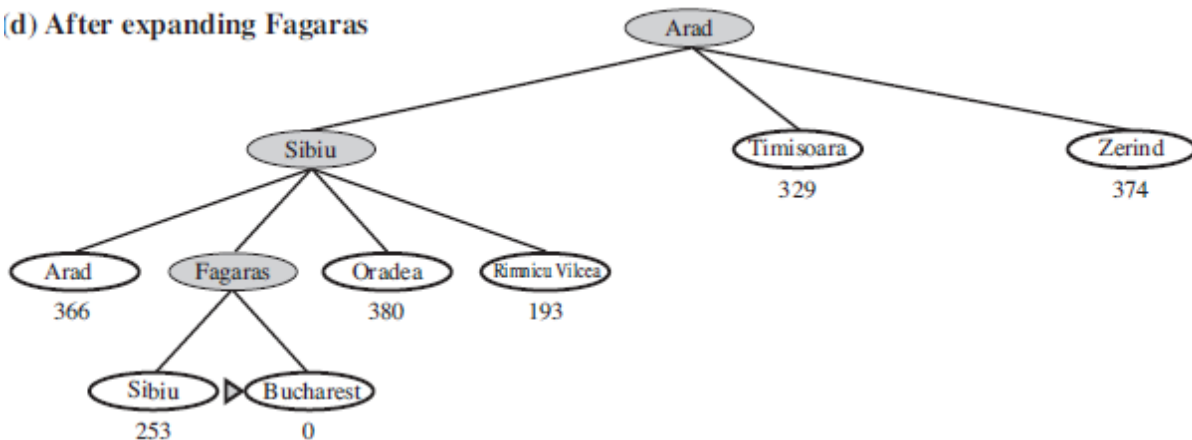 (d) After expanding Fagaras
Arad
Sibiu
Timisoara
Zerind
329
374
Arad
Fagaras
Oradea
Rimnicu Vilcea
366
380
193
Sibiu
Bucharest
253
0